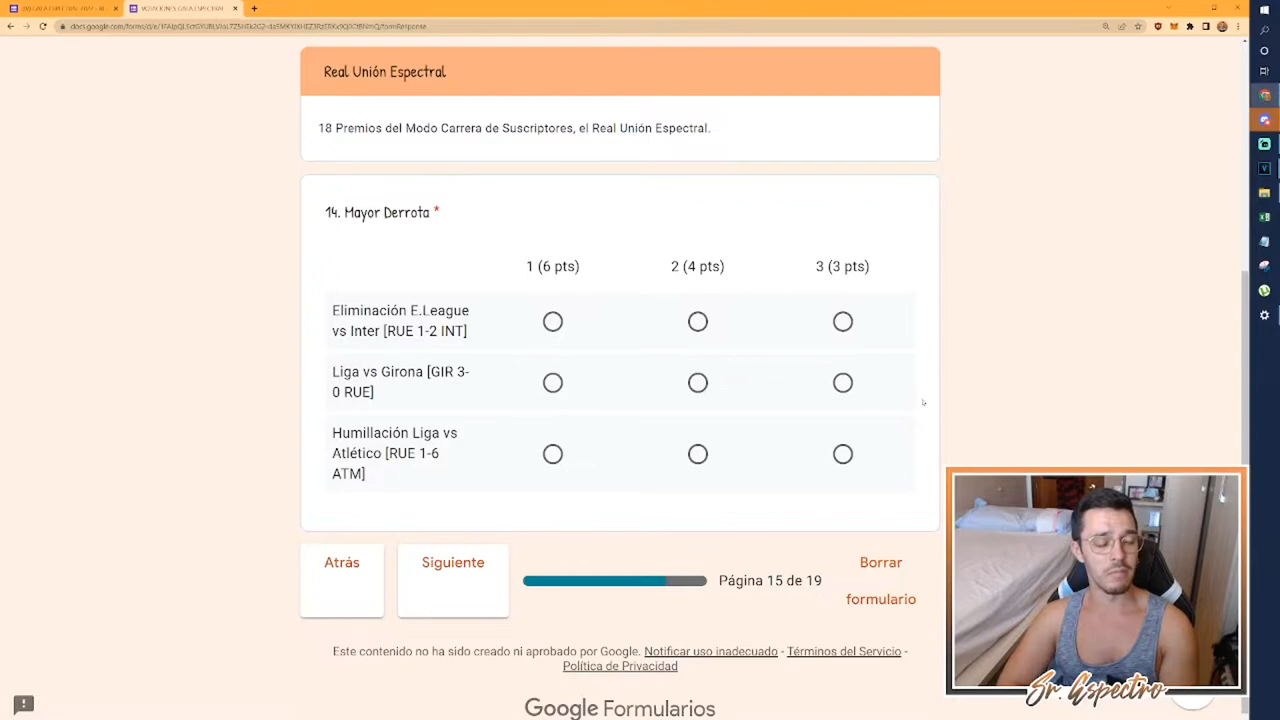 VOTACIONES GALA ESPECTRAL
Real Unión Espectral
18 Premios del Modo Carrera de Suscriptores, el Real Unión Espectral.
14. Mayor Derrota *
1 (6 pts)
2 (4 pts)
3 (3 pts)
Eliminación E.League
vs Inter [RUE 1-2 INT]
Liga vs Girona [GIR 3-
0 RUE]
Humillación Liga vs
Atlético [RUE 1-6
ATM]
Atrás
Siguiente
Página 15 de 19
Borrar
formulario
Este contenido no ha sido creado ni aprobado por Google. Notificar uso inadecuado - Términos del Servicio -
Política de Privacidad
Google Formularios
Sr. Espectro